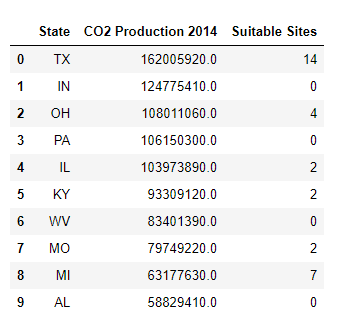 State CO2 Production 2014 Suitable Sites
0 TX 162005920.0 14
1 IN 124775410.0 0
2 OH 108011060.0 4
3 PA 106150300.0 0
4 IL 103973890.0 2
5 KY 93309120.0 2
6 WV 83401390.0 0
7 MO 79749220.0 2
8 MI 63177630.0 7
9 AL 58829410.0 0